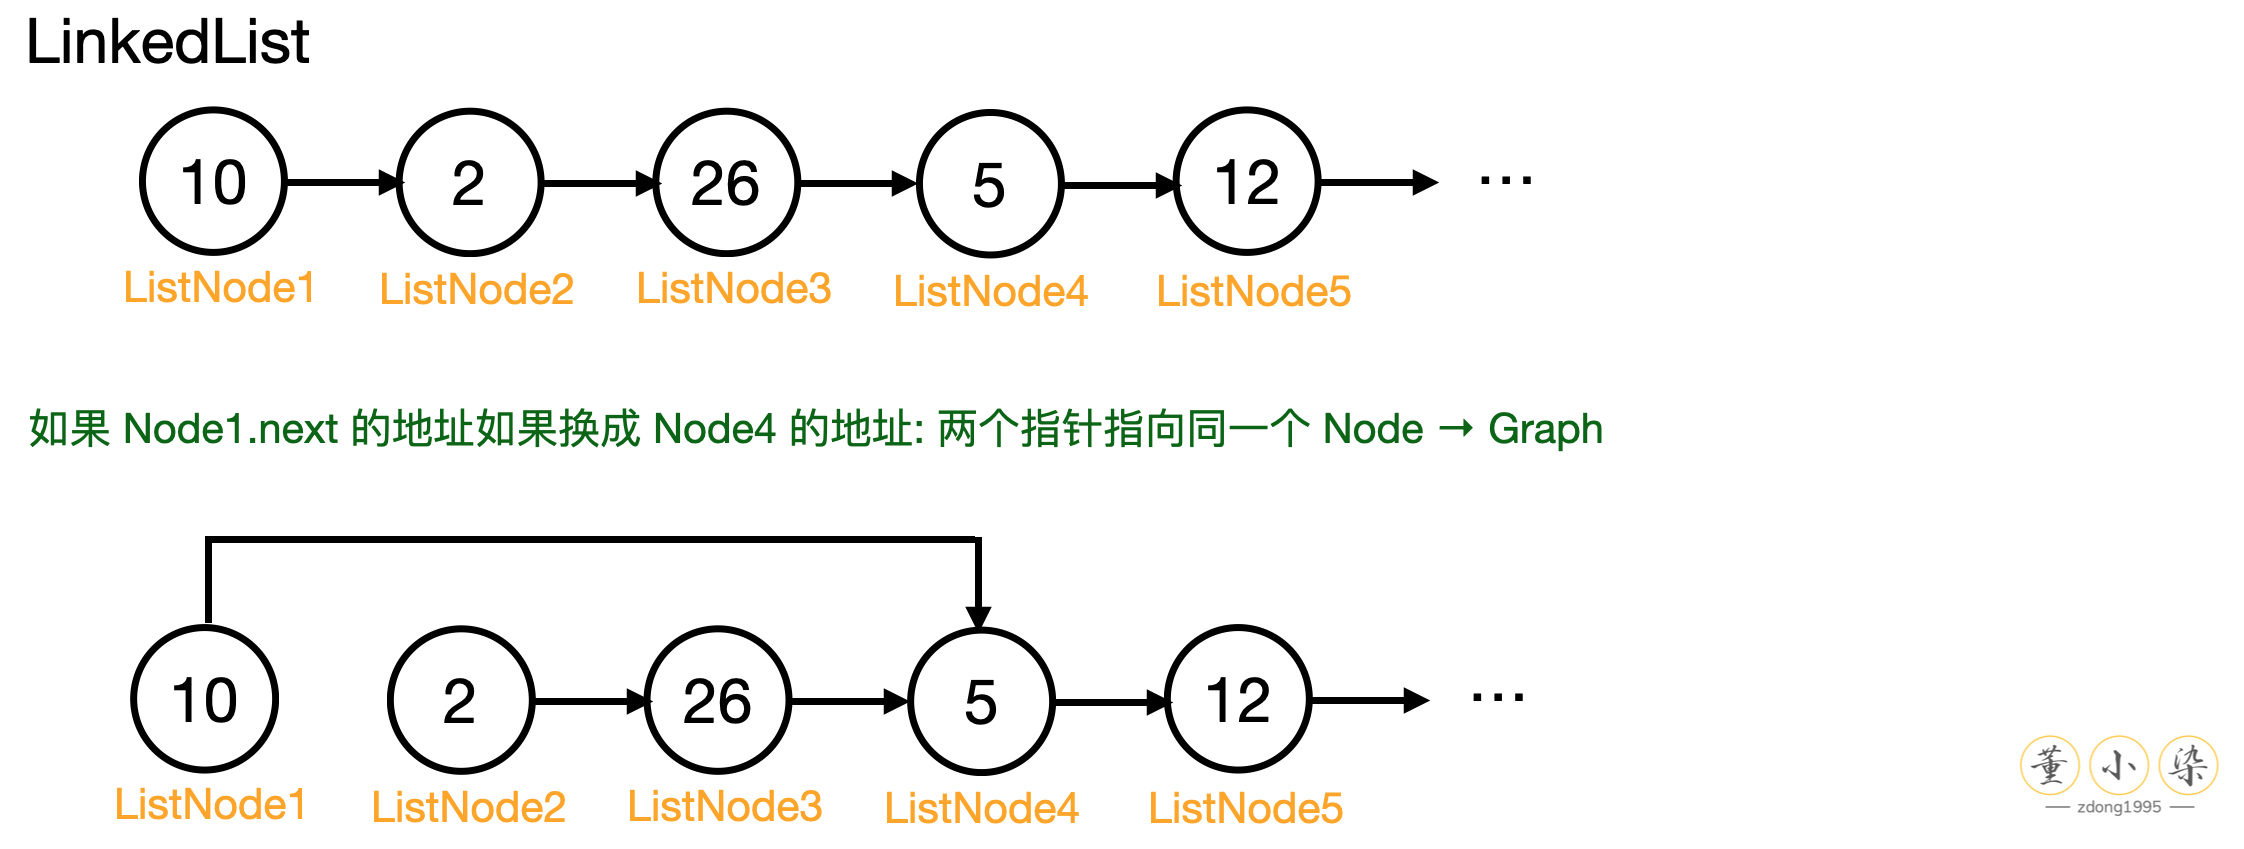 LinkedList
10 2 26 5 12 ...
ListNode1 ListNode2 ListNode3 ListNode4 ListNode5
如果 Node1.next 的地址如果换成 Node4 的地址: 两个指针指向同一个 Node → Graph
10 2 26 5 12 ...
ListNode1 ListNode2 ListNode3 ListNode4 ListNode5
董小染
zdong1995